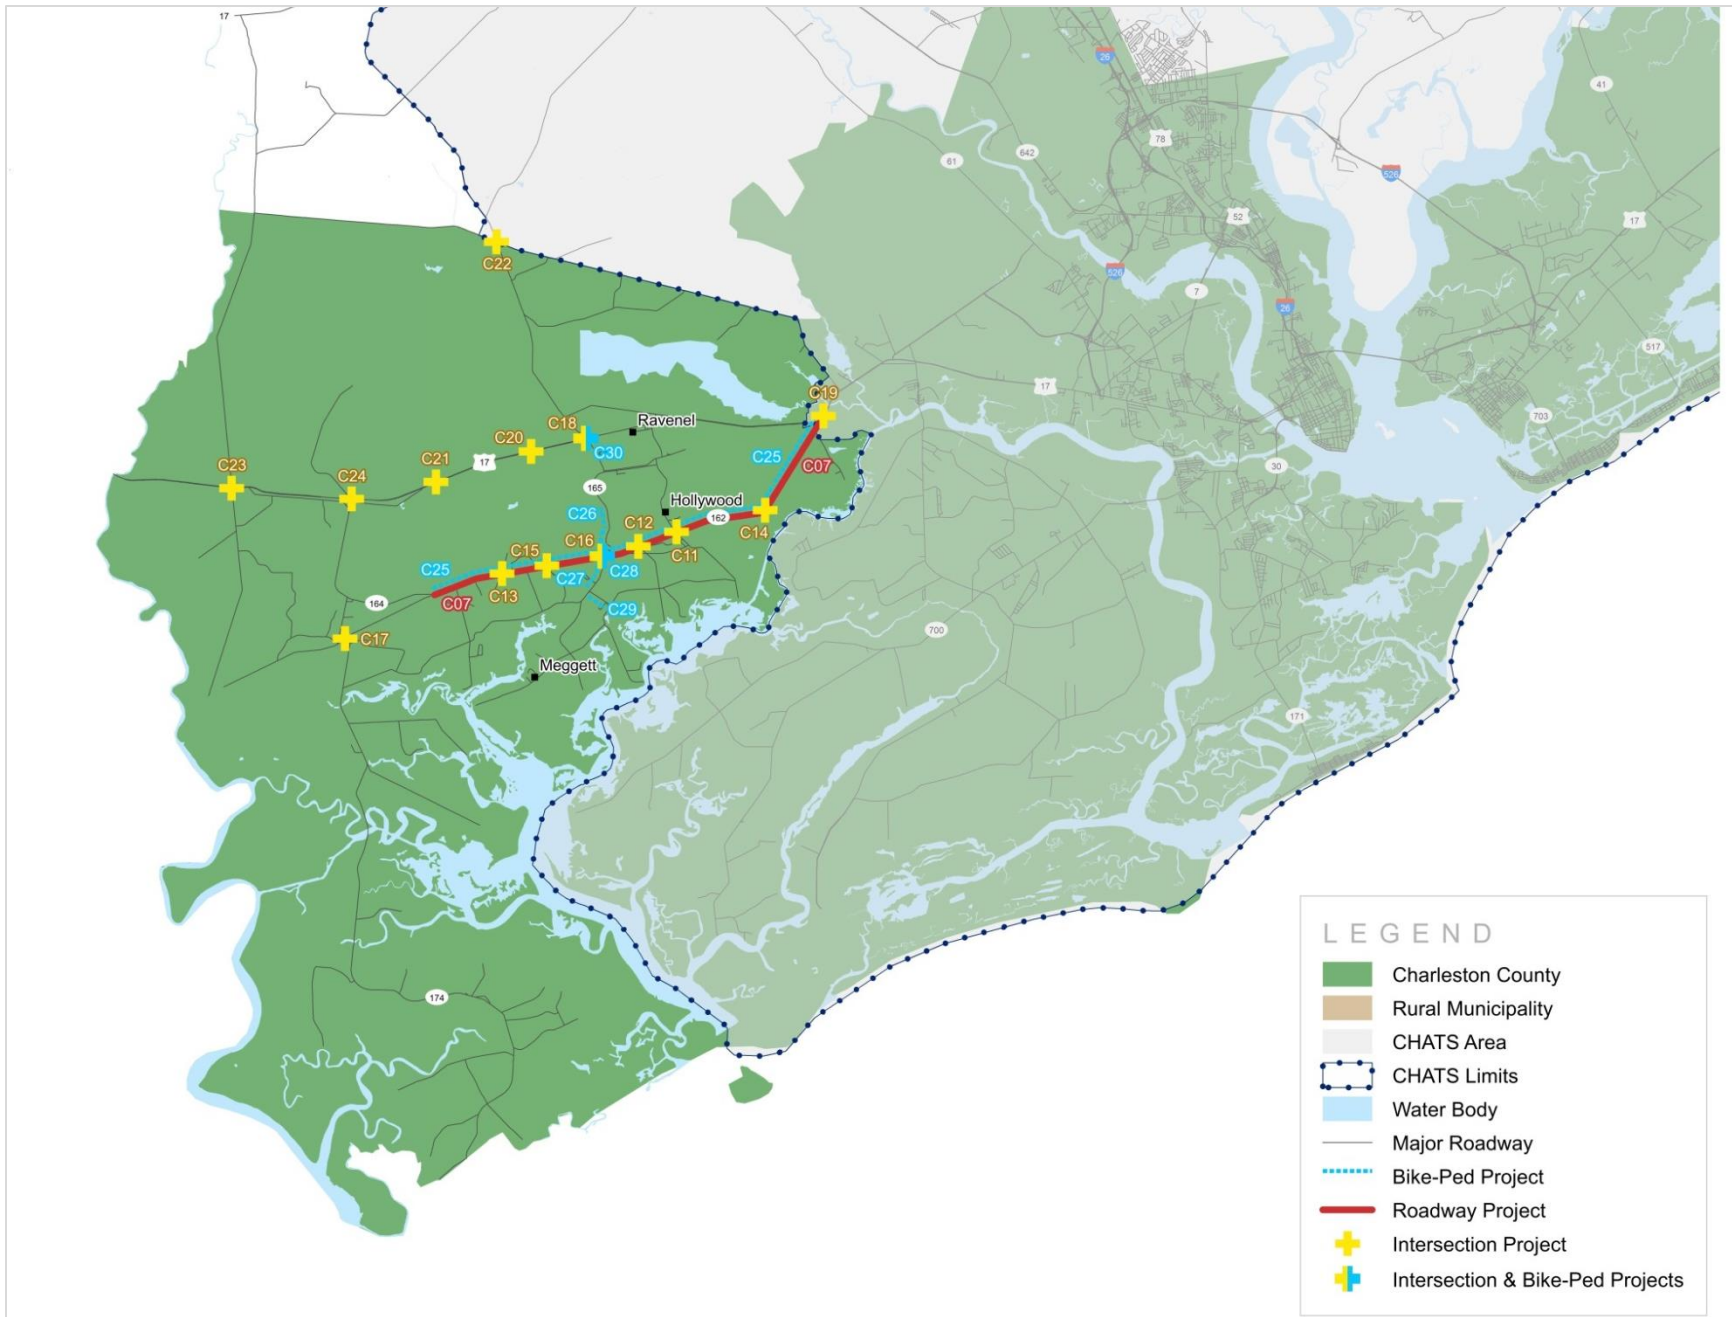 17
26
41
78
61
642
526
52
17
C22
526
7
26
517
C19
17
703
Ravenel
C18
C20
C30
C25
C07
C21
17
30
C23
C24
165
Hollywood
C26
162
C12
C14
C16
C11
C15
C25
C27
C28
C13
164
C07
C29
C17
700
Meggett
171
174
LEGEND
Charleston County
Rural Municipality
CHATS Area
CHATS Limits
Water Body
Major Roadway
Bike-Ped Project
Roadway Project
Intersection Project
Intersection & Bike-Ped Projects